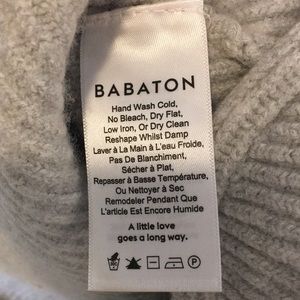 BABATON
Hand Wash Cold,
No Bleach, Dry Flat,
Low Iron, Or Dry Clean
Reshape Whilst Damp
Laver à La Main à L'eau Froide,
Pas De Blanchiment,
Sécher à Plat,
Repasser à Basse Température,
Ou Nettoyer à Sec
Remodeler Pendant Que
L'article Est Encore Humide
A little love
goes a long way.